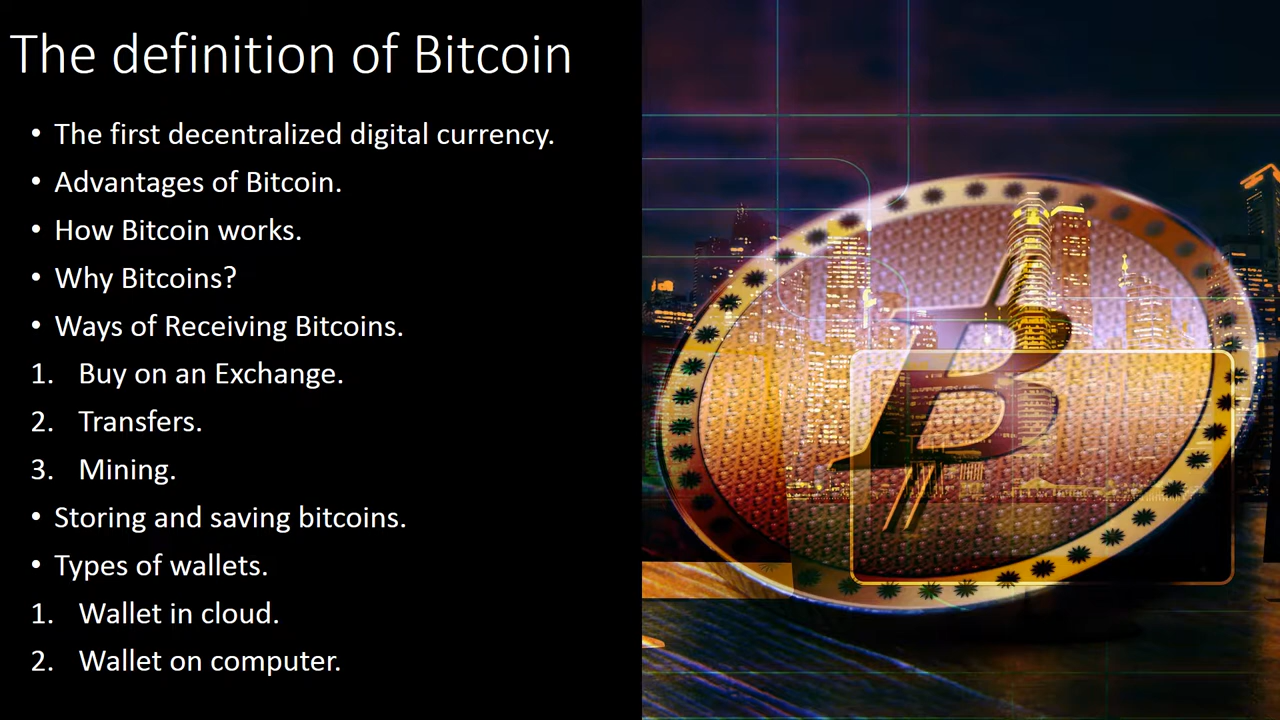 The definition of Bitcoin
• The first decentralized digital currency.
• Advantages of Bitcoin.
• How Bitcoin works.
• Why Bitcoins?
• Ways of Receiving Bitcoins.
1. Buy on an Exchange.
2. Transfers.
3. Mining.
• Storing and saving bitcoins.
• Types of wallets.
1. Wallet in cloud.
2. Wallet on computer.